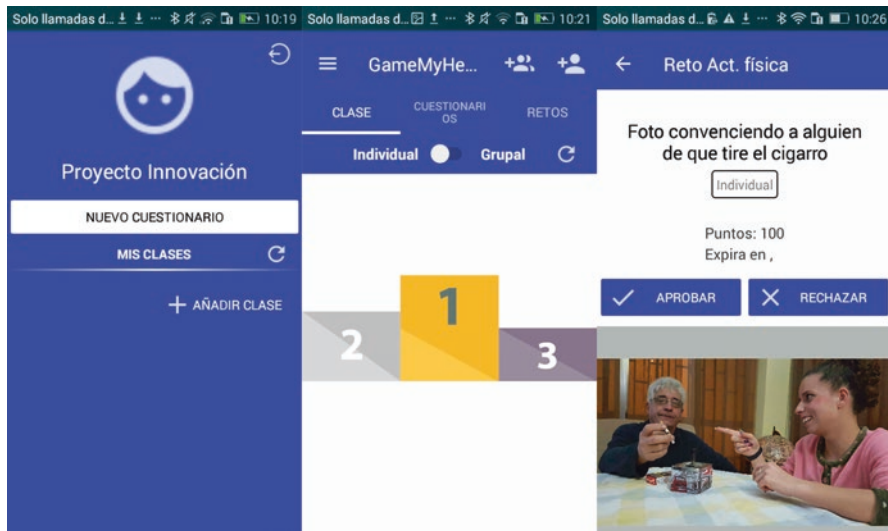 Solo llamadas d... 10:19
Proyecto Innovación
NUEVO CUESTIONARIO
MIS CLASES
+ AÑADIR CLASE
Solo llamadas d... 10:21
GameMyHe...
CLASE
CUESTIONARI
OS
RETOS
Individual Grupal
1
2
3
Solo llamadas d... 10:26
Reto Act. física
Foto convenciendo a alguien
de que tire el cigarro
Individual
Puntos: 100
Expira en ,
APROBAR
RECHAZAR